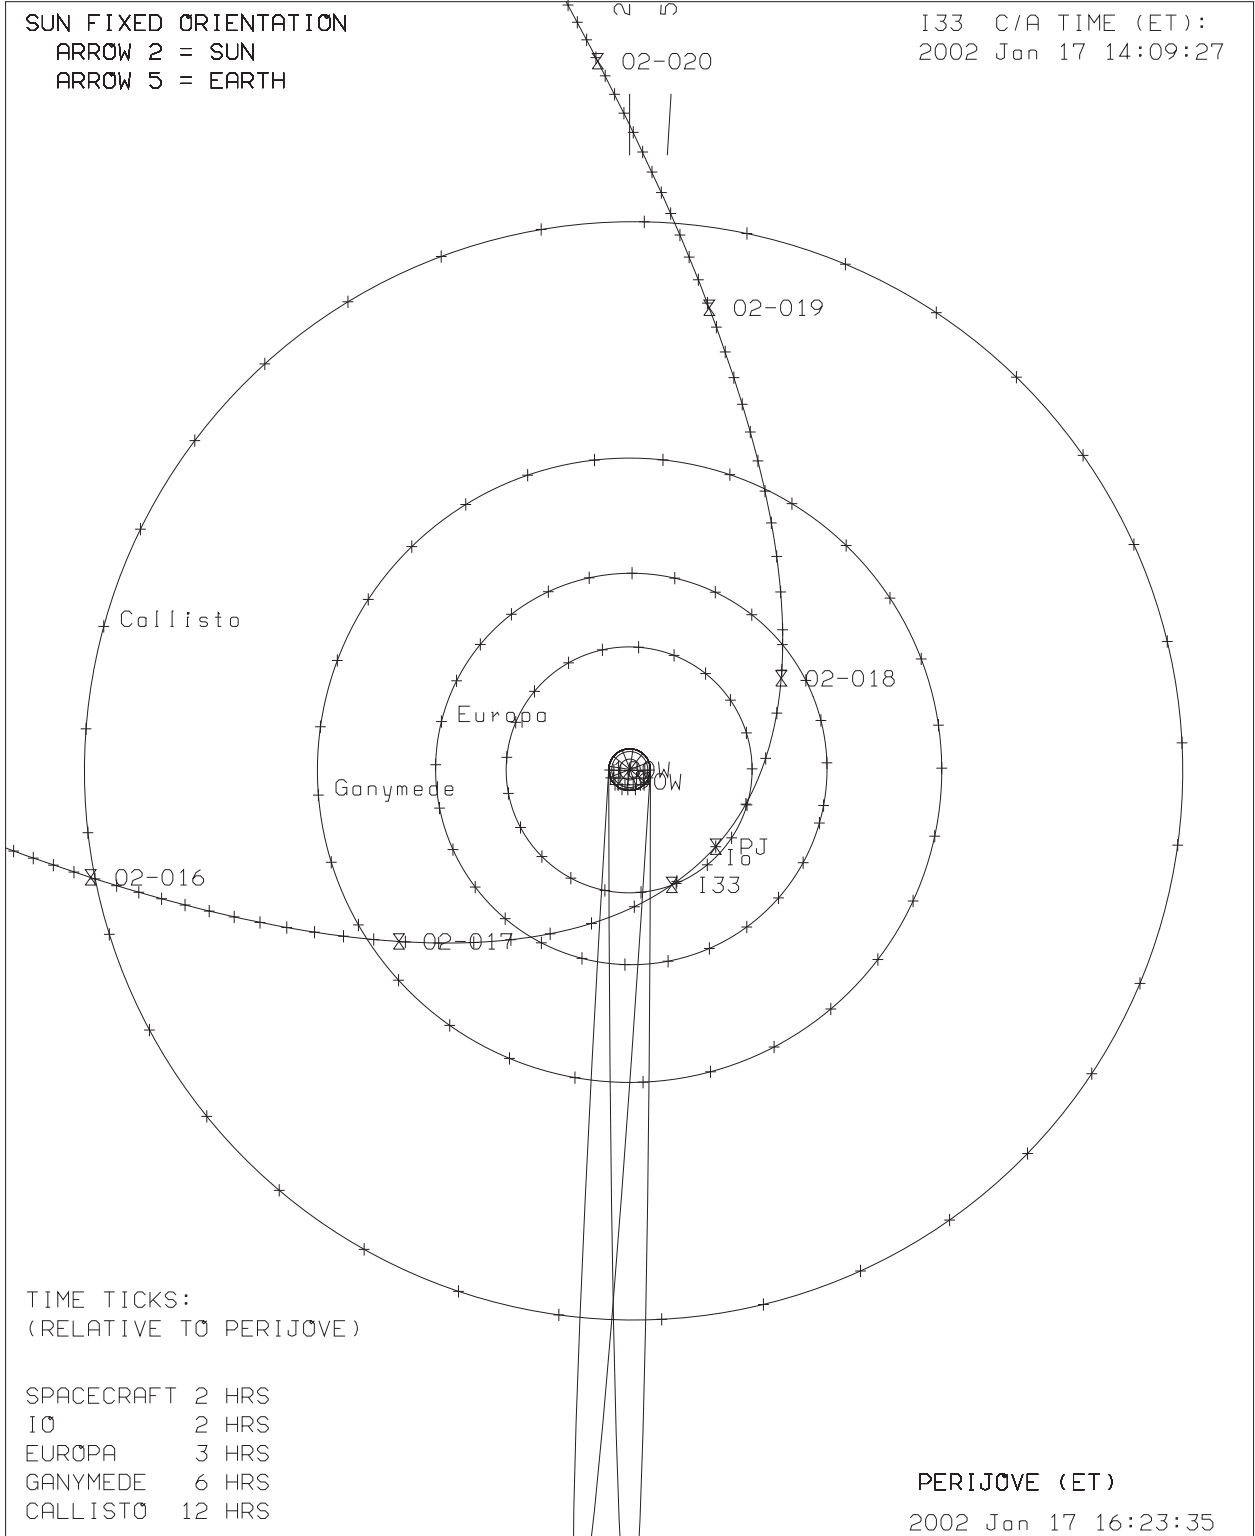 SUN FIXED ORIENTATION
ARROW 2 = SUN
ARROW 5 = EARTH
2
5
I33 C/A TIME (ET):
2002 Jan 17 14:09:27
02-020
02-019
Callisto
02-018
Europa
Ganymede
PJ
Io
I33
02-016
02-017
TIME TICKS:
(RELATIVE TO PERIJOVE)
SPACECRAFT 2 HRS
IO 2 HRS
EUROPA 3 HRS
GANYMEDE 6 HRS
CALLISTO 12 HRS
PERIJOVE (ET)
2002 Jan 17 16:23:35